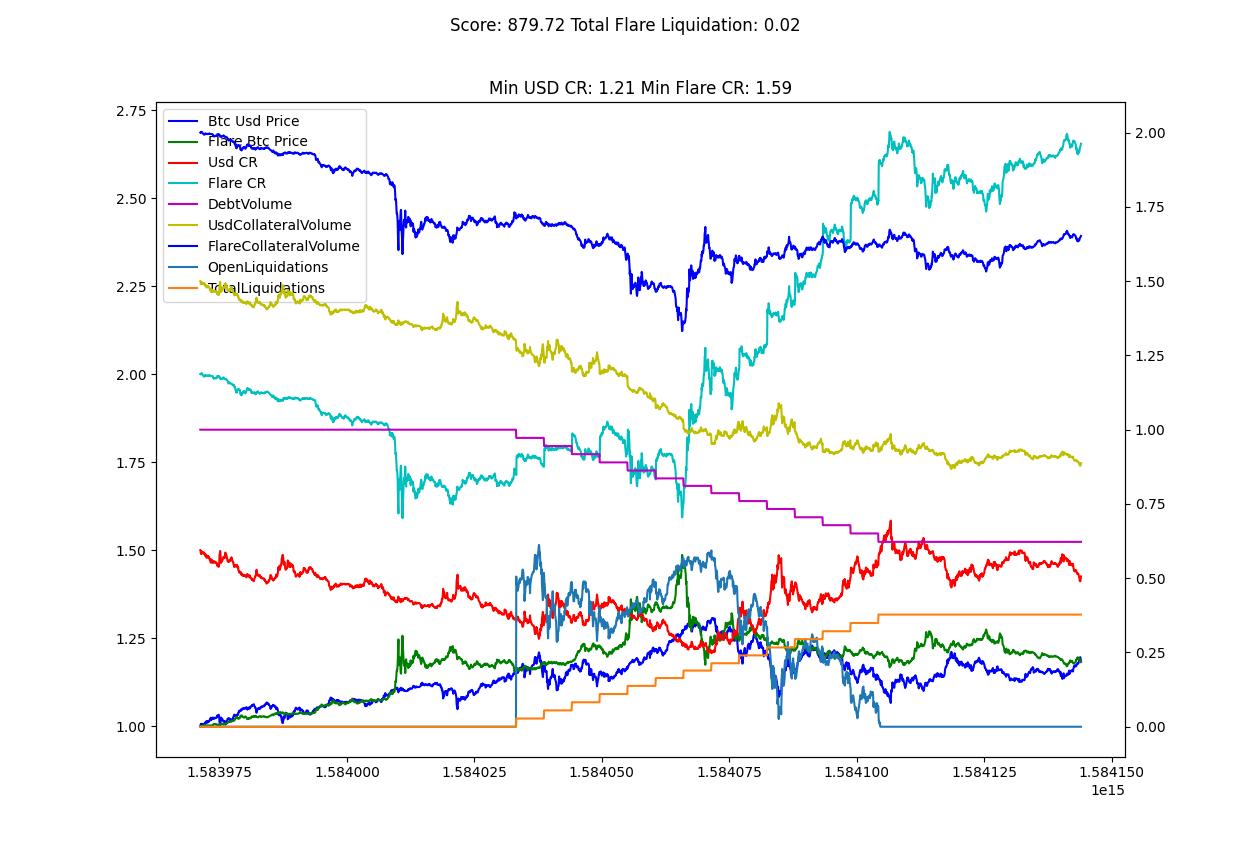 Score: 879.72 Total Flare Liquidation: 0.02
Min USD CR: 1.21 Min Flare CR: 1.59
2.75
2.50
2.25
2.00
1.75
1.50
1.25
1.00
Btc Usd Price
Flare Btc Price
Usd CR
Flare CR
DebtVolume
UsdCollateralVolume
FlareCollateralVolume
OpenLiquidations
TotalLiquidations
2.00
1.75
1.50
1.25
1.00
0.75
0.50
0.25
0.00
1.583975 1.584000 1.584025 1.584050 1.584075 1.584100 1.584125 1.584150
1e15